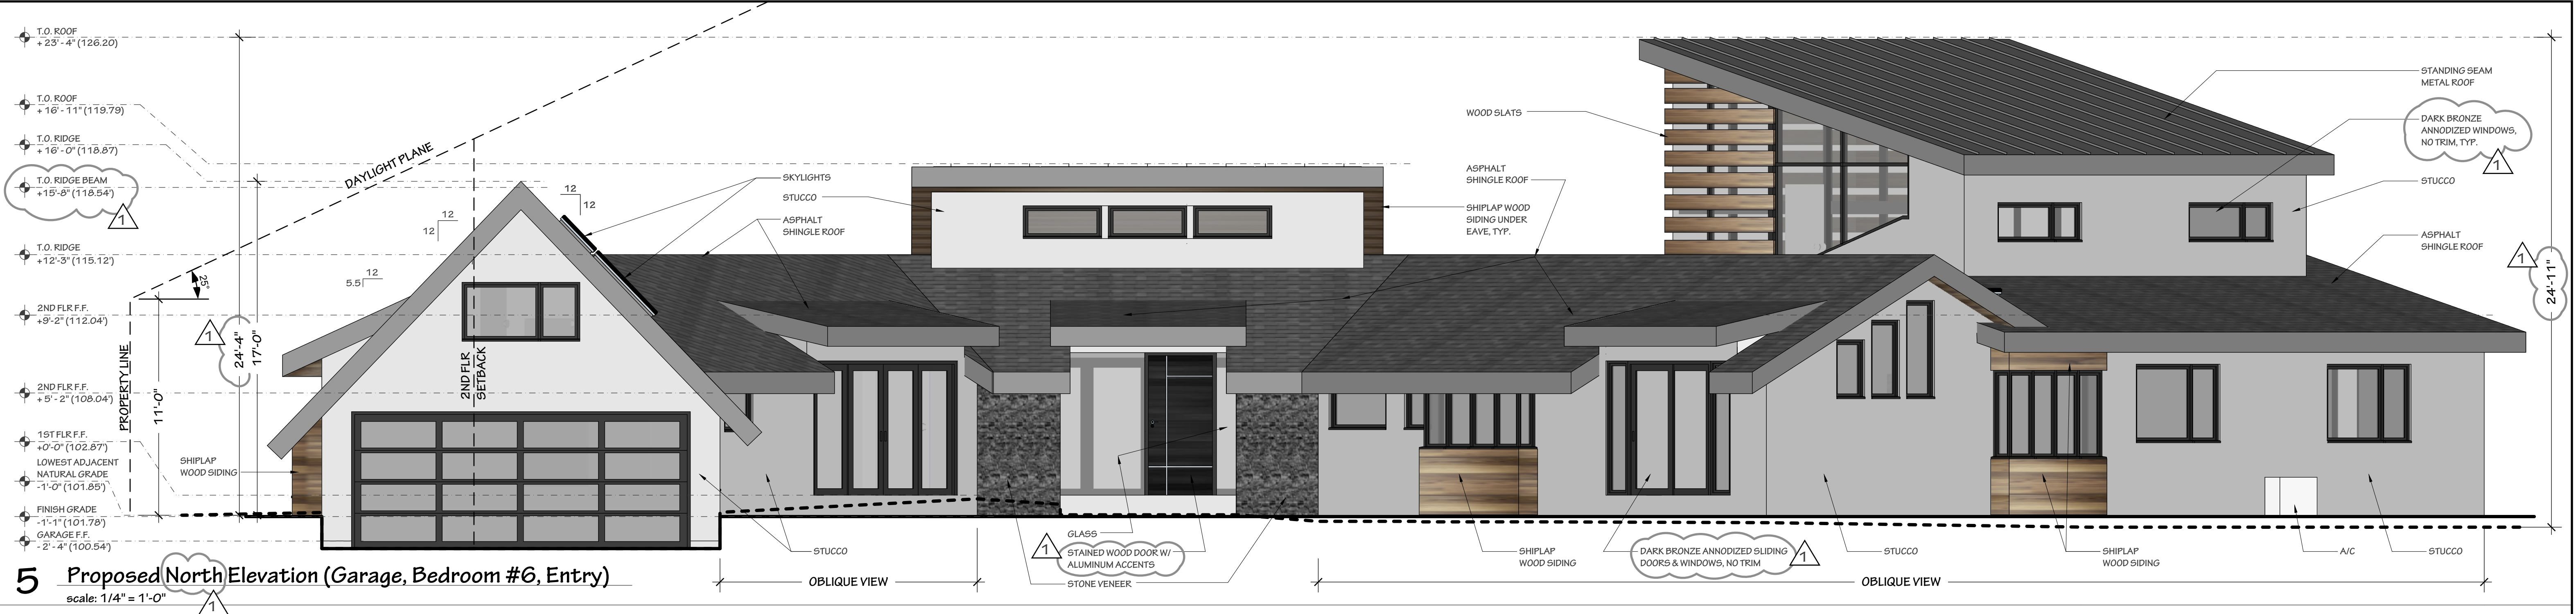 T.O. ROOF
+ 23' - 4" (126.20)
T.O. ROOF
+ 16' - 11" (119.79)
T.O. RIDGE
+ 16' - 0" (118.87)
T.O. RIDGE BEAM
+15'-8" (118.54')
1
T.O. RIDGE
+12'-3" (115.12')
2ND FLR F.F.
+9'-2" (112.04')
2ND FLR F.F.
+ 5' - 2" (108.04')
1ST FLR F.F.
+0'-0" (102.87')
LOWEST ADJACENT
NATURAL GRADE
-1'-0" (101.85')
FINISH GRADE
-1'-1" (101.78')
GARAGE F.F.
- 2' - 4" (100.54')
PROPERTY LINE
11'-0"
25°
DAYLIGHT PLANE
1
24'-4"
17'-0"
2ND FLR
SETBACK
12
12
12
12
12
5.5
SHIPLAP
WOOD SIDING
SKYLIGHTS
STUCCO
ASPHALT
SHINGLE ROOF
WOOD SLATS
ASPHALT
SHINGLE ROOF
SHIPLAP WOOD
SIDING UNDER
EAVE, TYP.
STANDING SEAM
METAL ROOF
DARK BRONZE
ANNODIZED WINDOWS,
NO TRIM, TYP.
1
STUCCO
ASPHALT
SHINGLE ROOF
1
24'-11"
STUCCO
GLASS
1
STAINED WOOD DOOR W/
ALUMINUM ACCENTS
STONE VENEER
SHIPLAP
WOOD SIDING
DARK BRONZE ANNODIZED SLIDING
DOORS & WINDOWS, NO TRIM
1
STUCCO
SHIPLAP
WOOD SIDING
A/C
STUCCO
OBLIQUE VIEW
OBLIQUE VIEW
5 Proposed North Elevation (Garage, Bedroom #6, Entry)
scale: 1/4" = 1'-0"
1